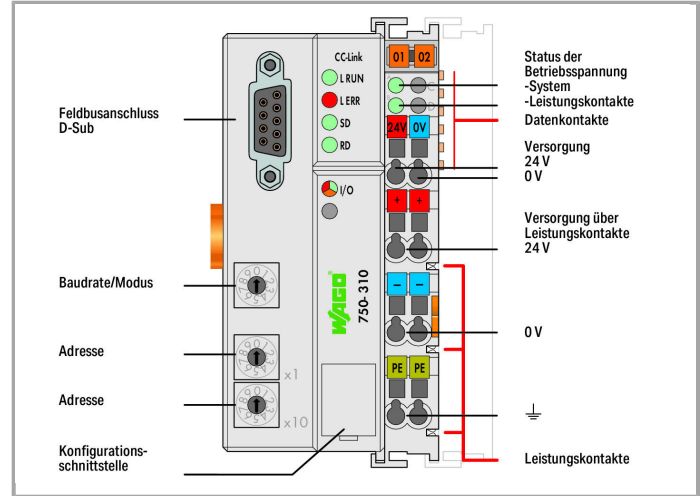 Feldbusanschluss
D-Sub
Baudrate/Modus
Adresse
Adresse
Konfigurations-
schnittstelle
CC-Link
L RUN
L ERR
SD
RD
I/O
WAGO
750-310
x1
x10
01 02
C
24V 0V
+ +
– –
PE PE
Status der
Betriebsspannung
-System
-Leistungskontakte
Datenkontakte
Versorgung
24 V
0 V
Versorgung über
Leistungskontakte
24 V
0 V
Leistungskontakte